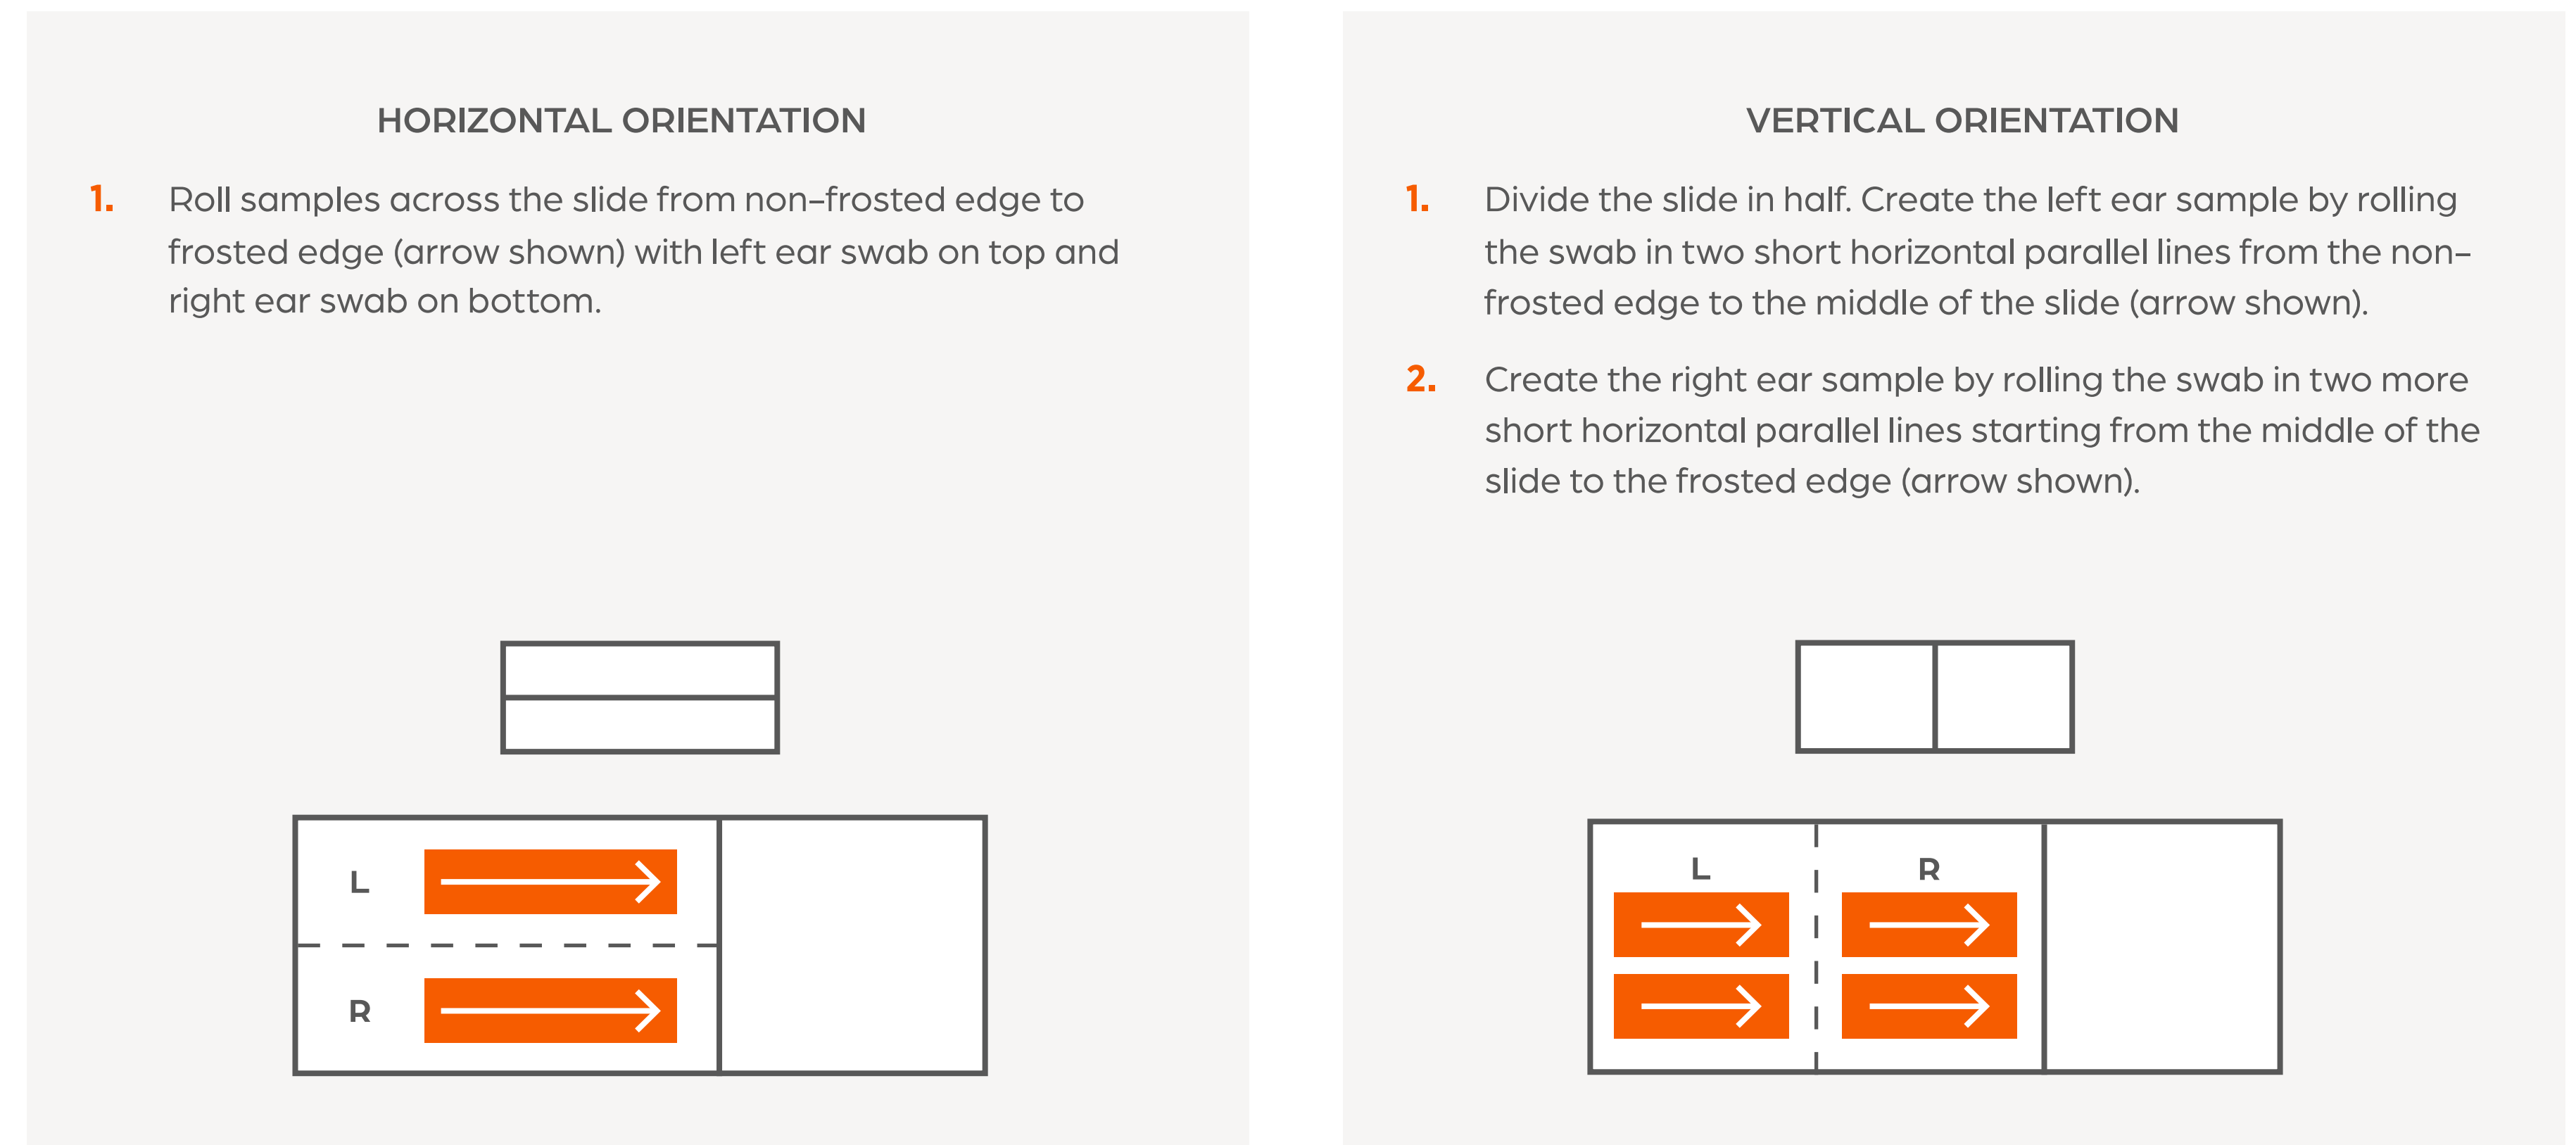 HORIZONTAL ORIENTATION
1. Roll samples across the slide from non-frosted edge to
frosted edge (arrow shown) with left ear swab on top and
right ear swab on bottom.
L
R
VERTICAL ORIENTATION
1. Divide the slide in half. Create the left ear sample by rolling
the swab in two short horizontal parallel lines from the non-
frosted edge to the middle of the slide (arrow shown).
2. Create the right ear sample by rolling the swab in two more
short horizontal parallel lines starting from the middle of the
slide to the frosted edge (arrow shown).
L R